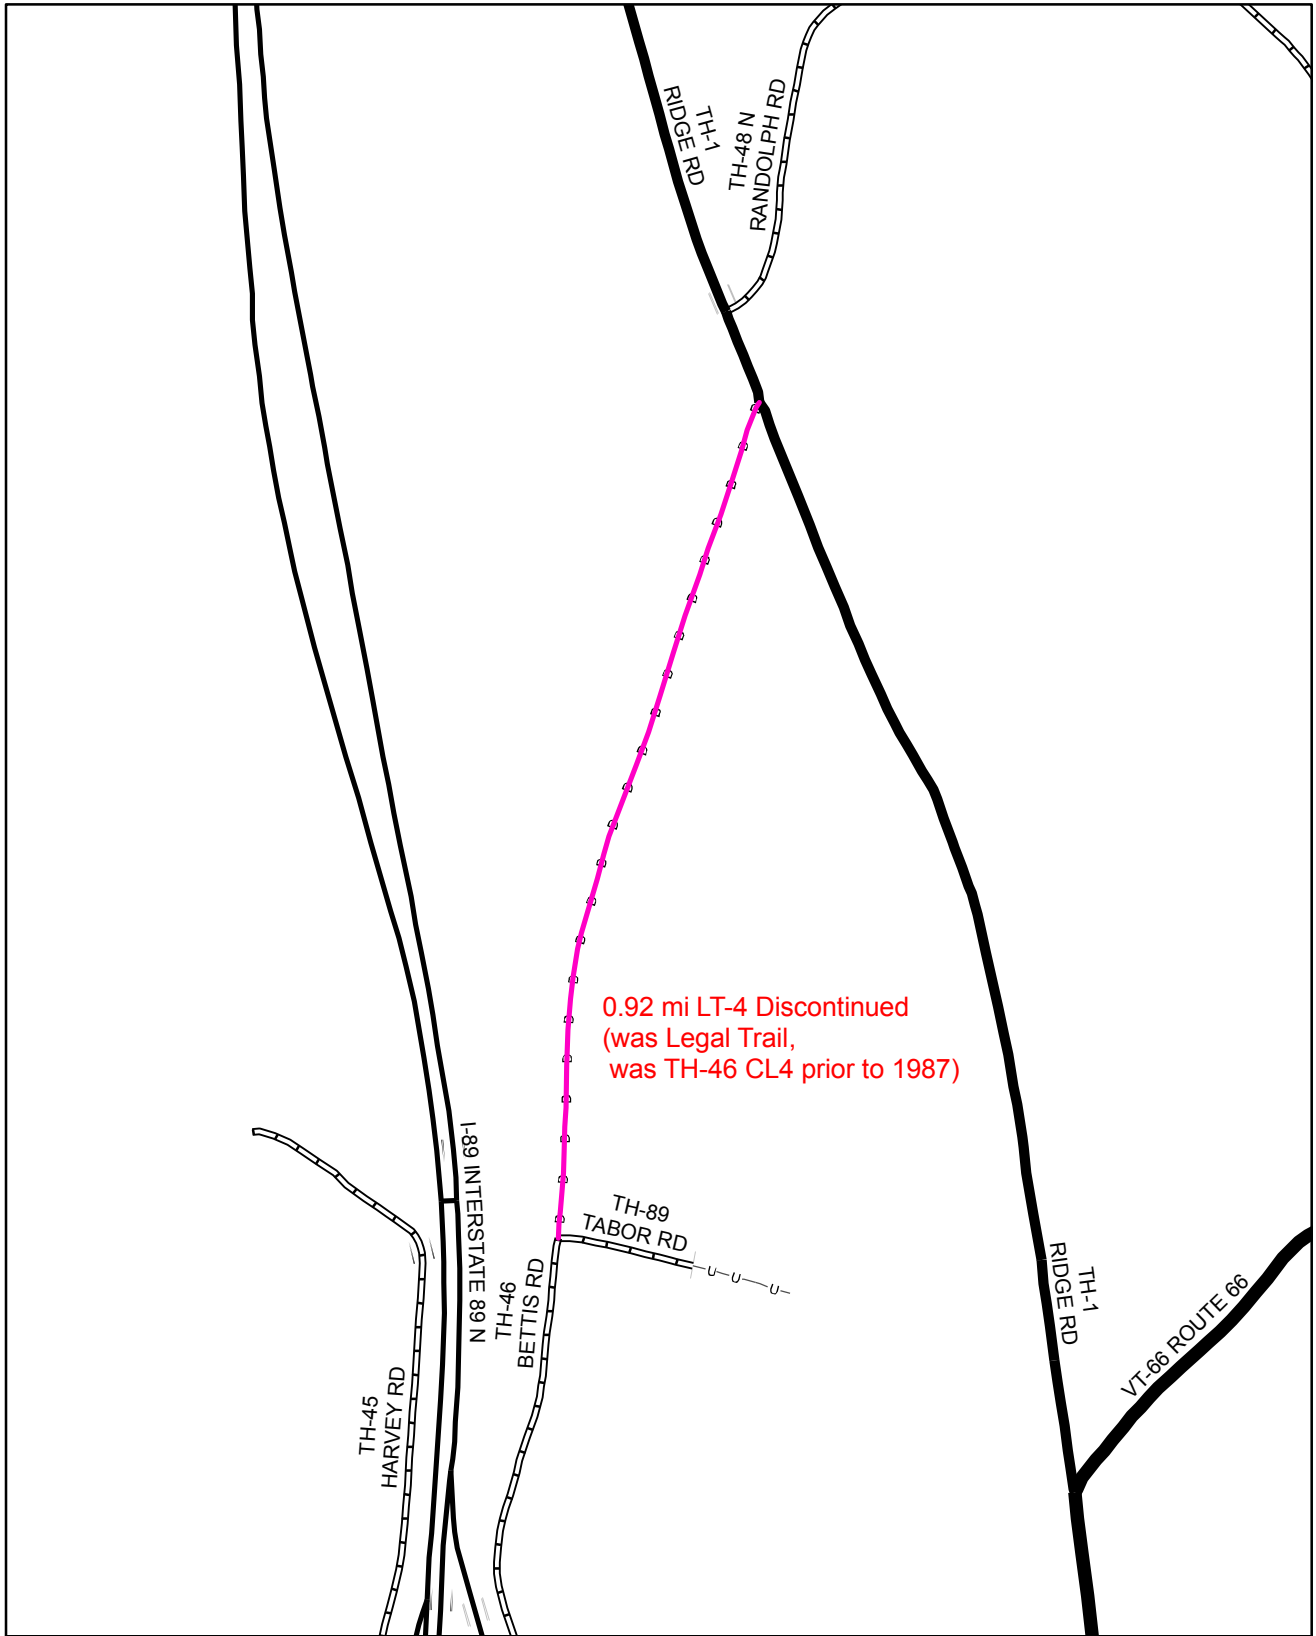 TH-1
RIDGE RD
TH-48 N
RANDOLPH RD
0.92 mi LT-4 Discontinued
(was Legal Trail,
was TH-46 CL4 prior to 1987)
I-89 INTERSTATE 89 N
TH-89
TABOR RD
U U U
TH-46
BETTIS RD
TH-1
RIDGE RD
VT-66 ROUTE 66
TH-45
HARVEY RD